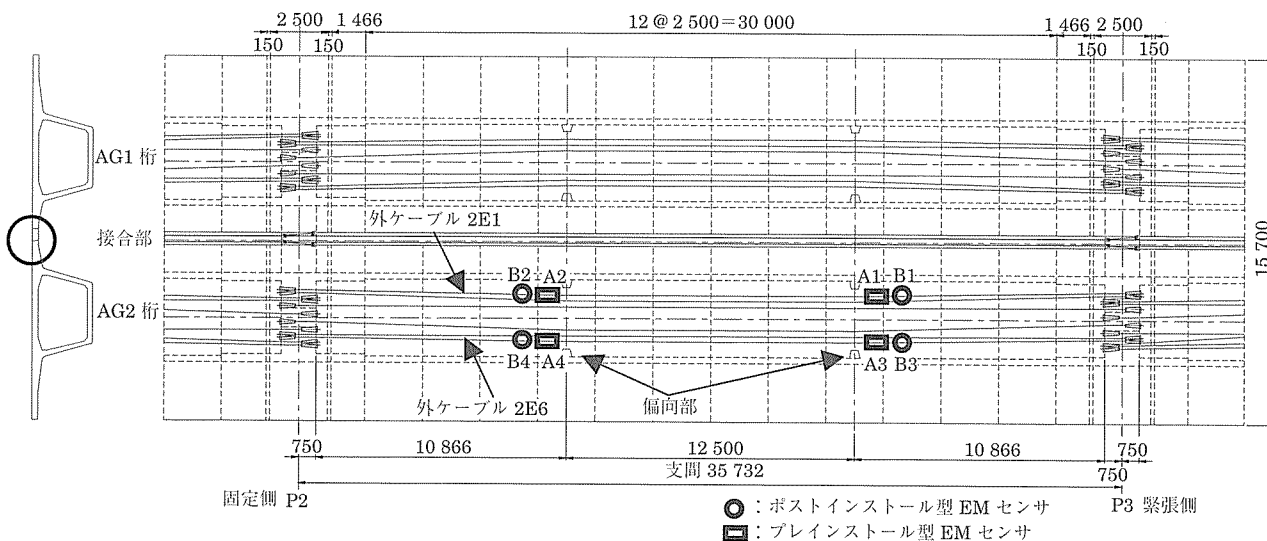 2 500 1 466 12 @ 2 500=30 000 1 466 2 500
150 150 150 150
AG1 桁
外ケーブル 2E1
接合部
15 700
B2 A2 A1 B1
AG2 桁
B4 A4 A3 B3
外ケーブル 2E6
偏向部
750 10 866 12 500 10 866 750
支間 35 732
750
固定側 P2
P3 緊張側
：ポストインストール型 EM センサ
：プレインストール型 EM センサ